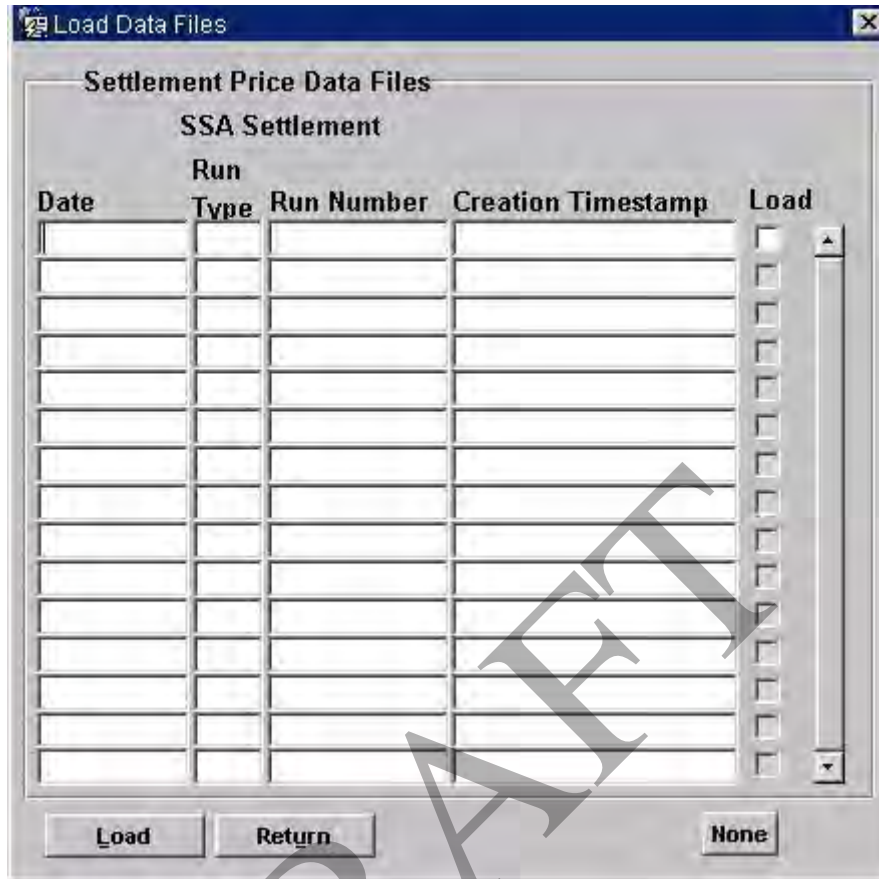 Load Data Files
Settlement Price Data Files
SSA Settlement
Run
Date Type Run Number Creation Timestamp Load
Load Return None
DRAFT